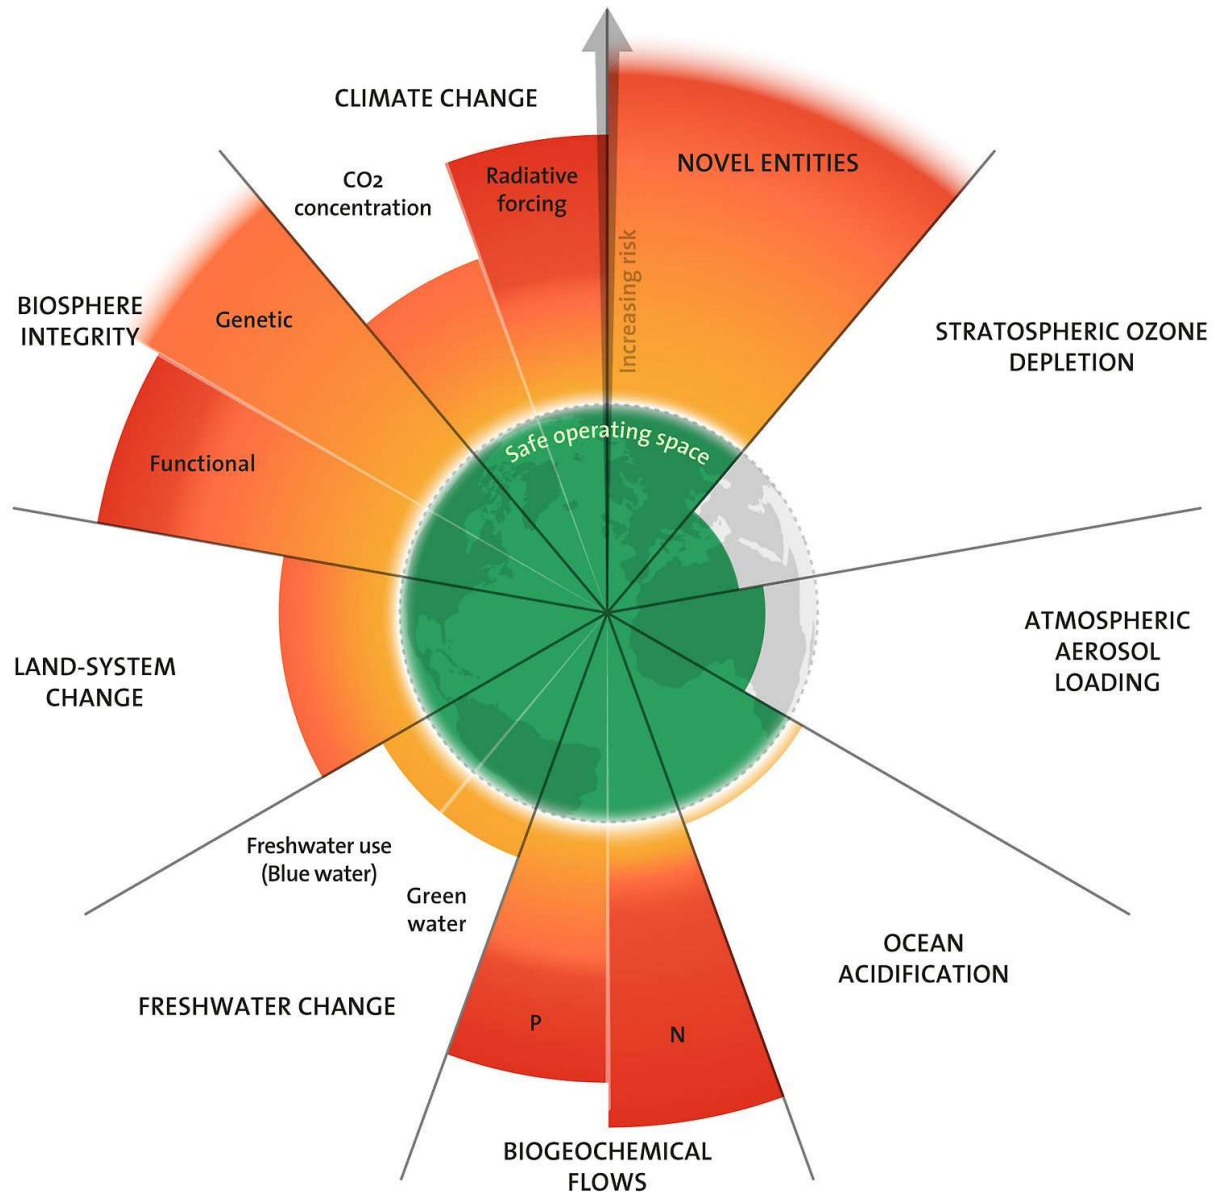 CLIMATE CHANGE
CO2
concentration
Radiative
forcing
NOVEL ENTITIES
Increasing risk
BIOSPHERE
INTEGRITY
Genetic
Functional
STRATOSPHERIC OZONE
DEPLETION
Safe operating space
ATMOSPHERIC
AEROSOL
LOADING
LAND-SYSTEM
CHANGE
Freshwater use
(Blue water)
Green
water
FRESHWATER CHANGE
OCEAN
ACIDIFICATION
P
N
BIOGEOCHEMICAL
FLOWS